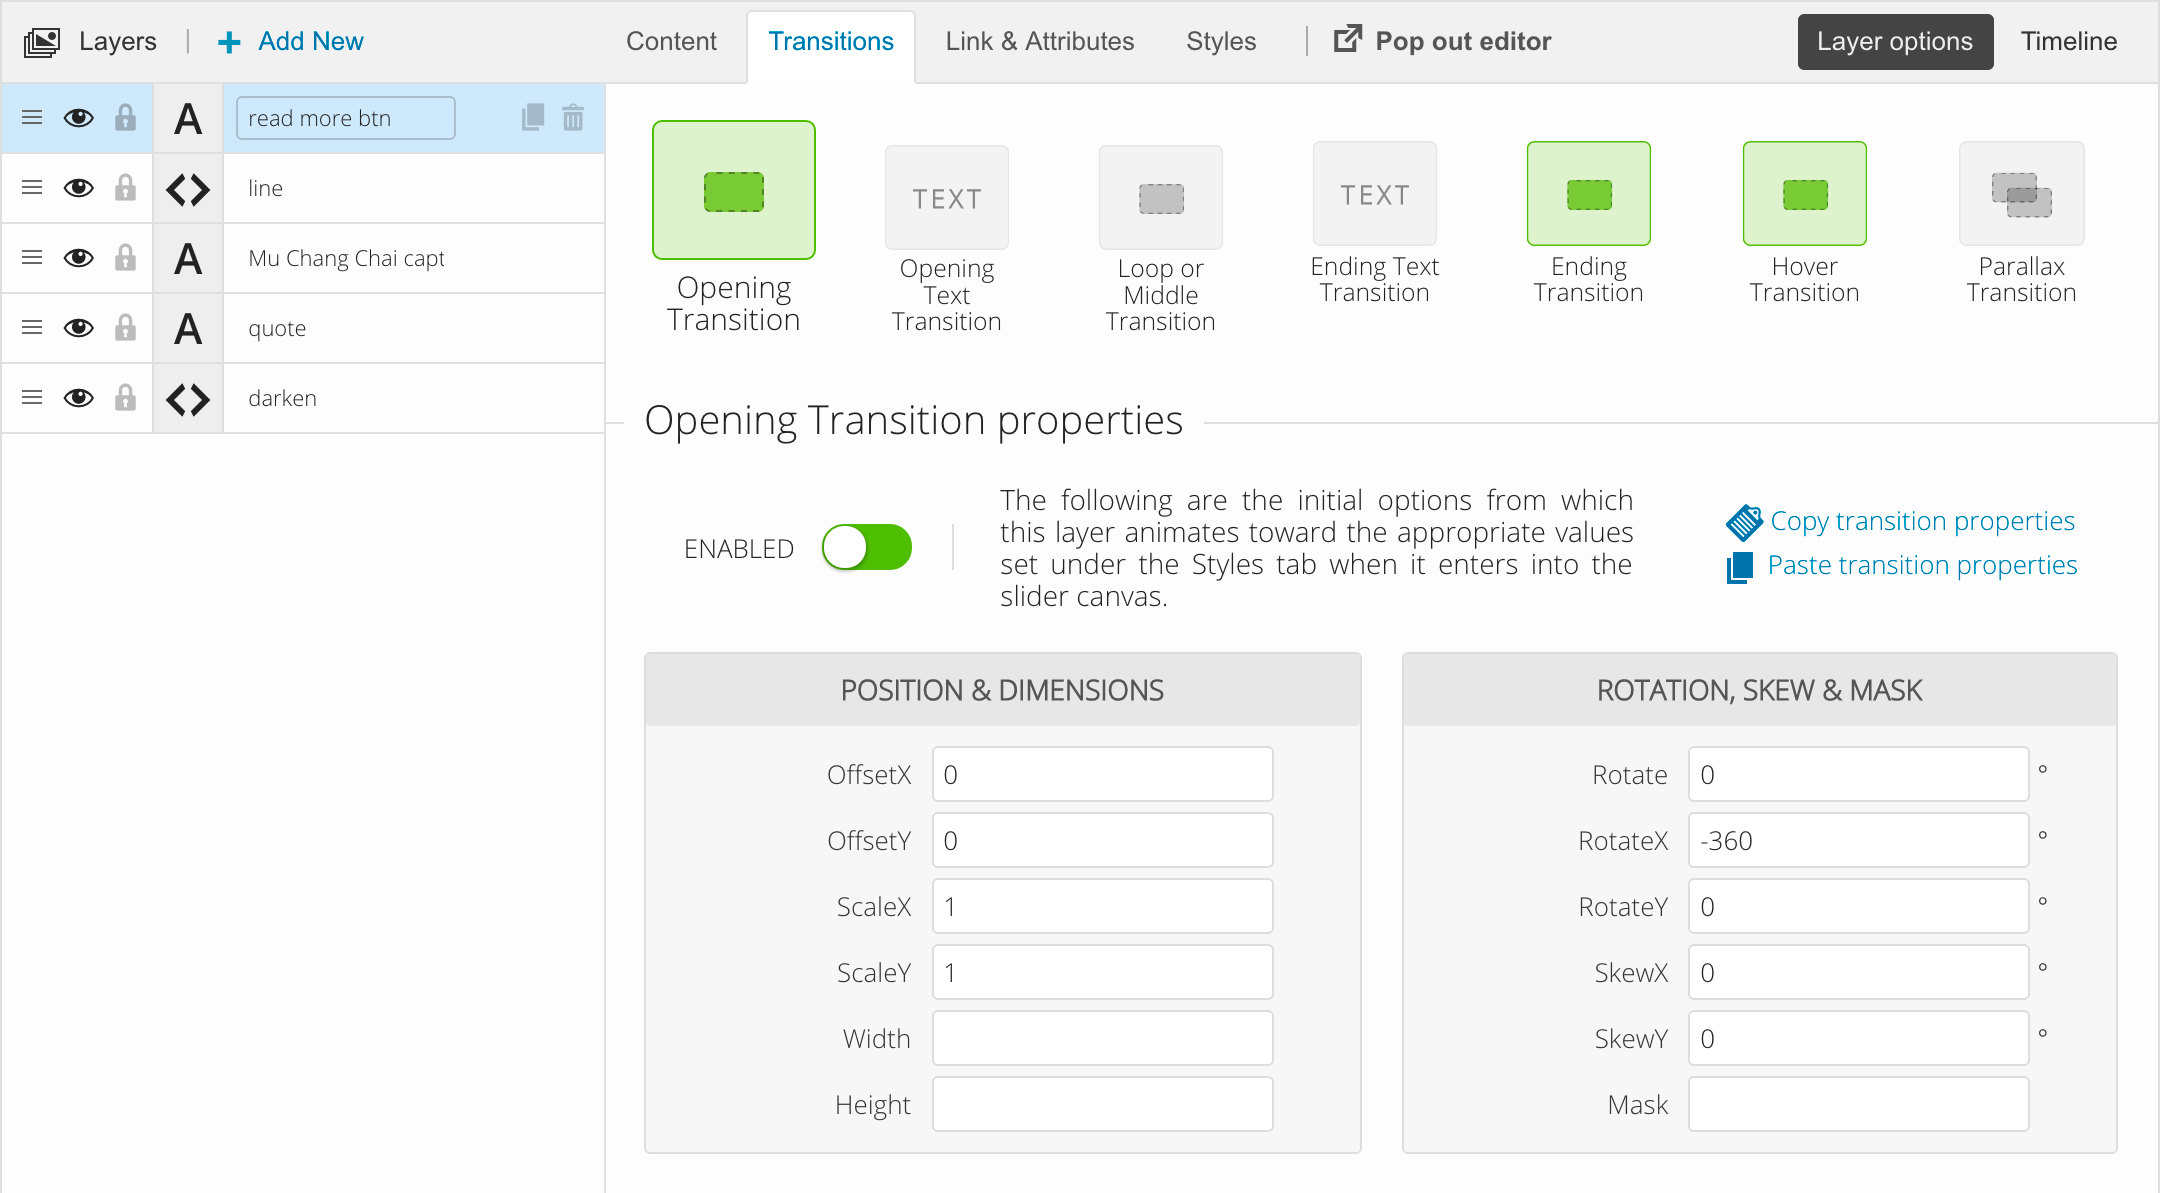 Layers | + Add New
Content Transitions Link & Attributes Styles | Pop out editor
Layer options Timeline
A read more btn
line
A Mu Chang Chai capt
A quote
darken
Opening
Transition
TEXT
Opening
Text
Transition
Loop or
Middle
Transition
TEXT
Ending Text
Transition
Ending
Transition
Hover
Transition
Parallax
Transition
Opening Transition properties
ENABLED
The following are the initial options from which
this layer animates toward the appropriate values
set under the Styles tab when it enters into the
slider canvas.
Copy transition properties
Paste transition properties
POSITION & DIMENSIONS
OffsetX 0
OffsetY 0
ScaleX 1
ScaleY 1
Width
Height
ROTATION, SKEW & MASK
Rotate 0 °
RotateX -360 °
RotateY 0 °
SkewX 0 °
SkewY 0 °
Mask